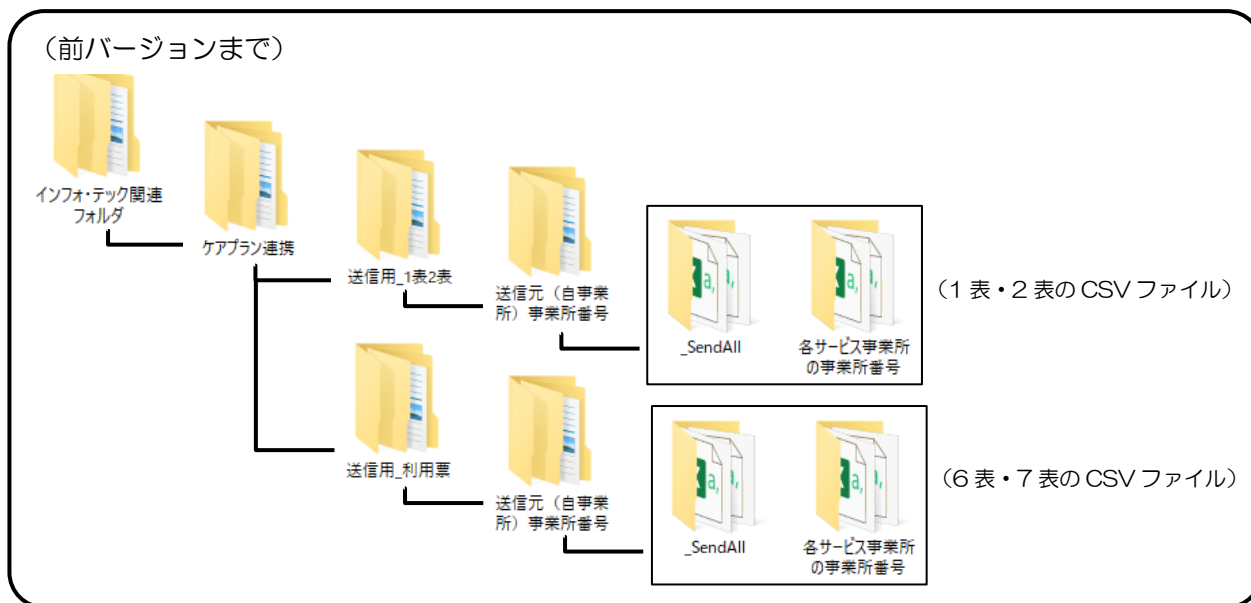 （前バージョンまで）
インフォ・テック関連
フォルダ
ケアプラン連携
送信用_1表2表
送信元（自事業
所）事業所番号
_SendAll
各サービス事業所
の事業所番号
（1表・2表のCSVファイル）
送信用_利用票
送信元（自事業
所）事業所番号
_SendAll
各サービス事業所
の事業所番号
（6表・7表のCSVファイル）